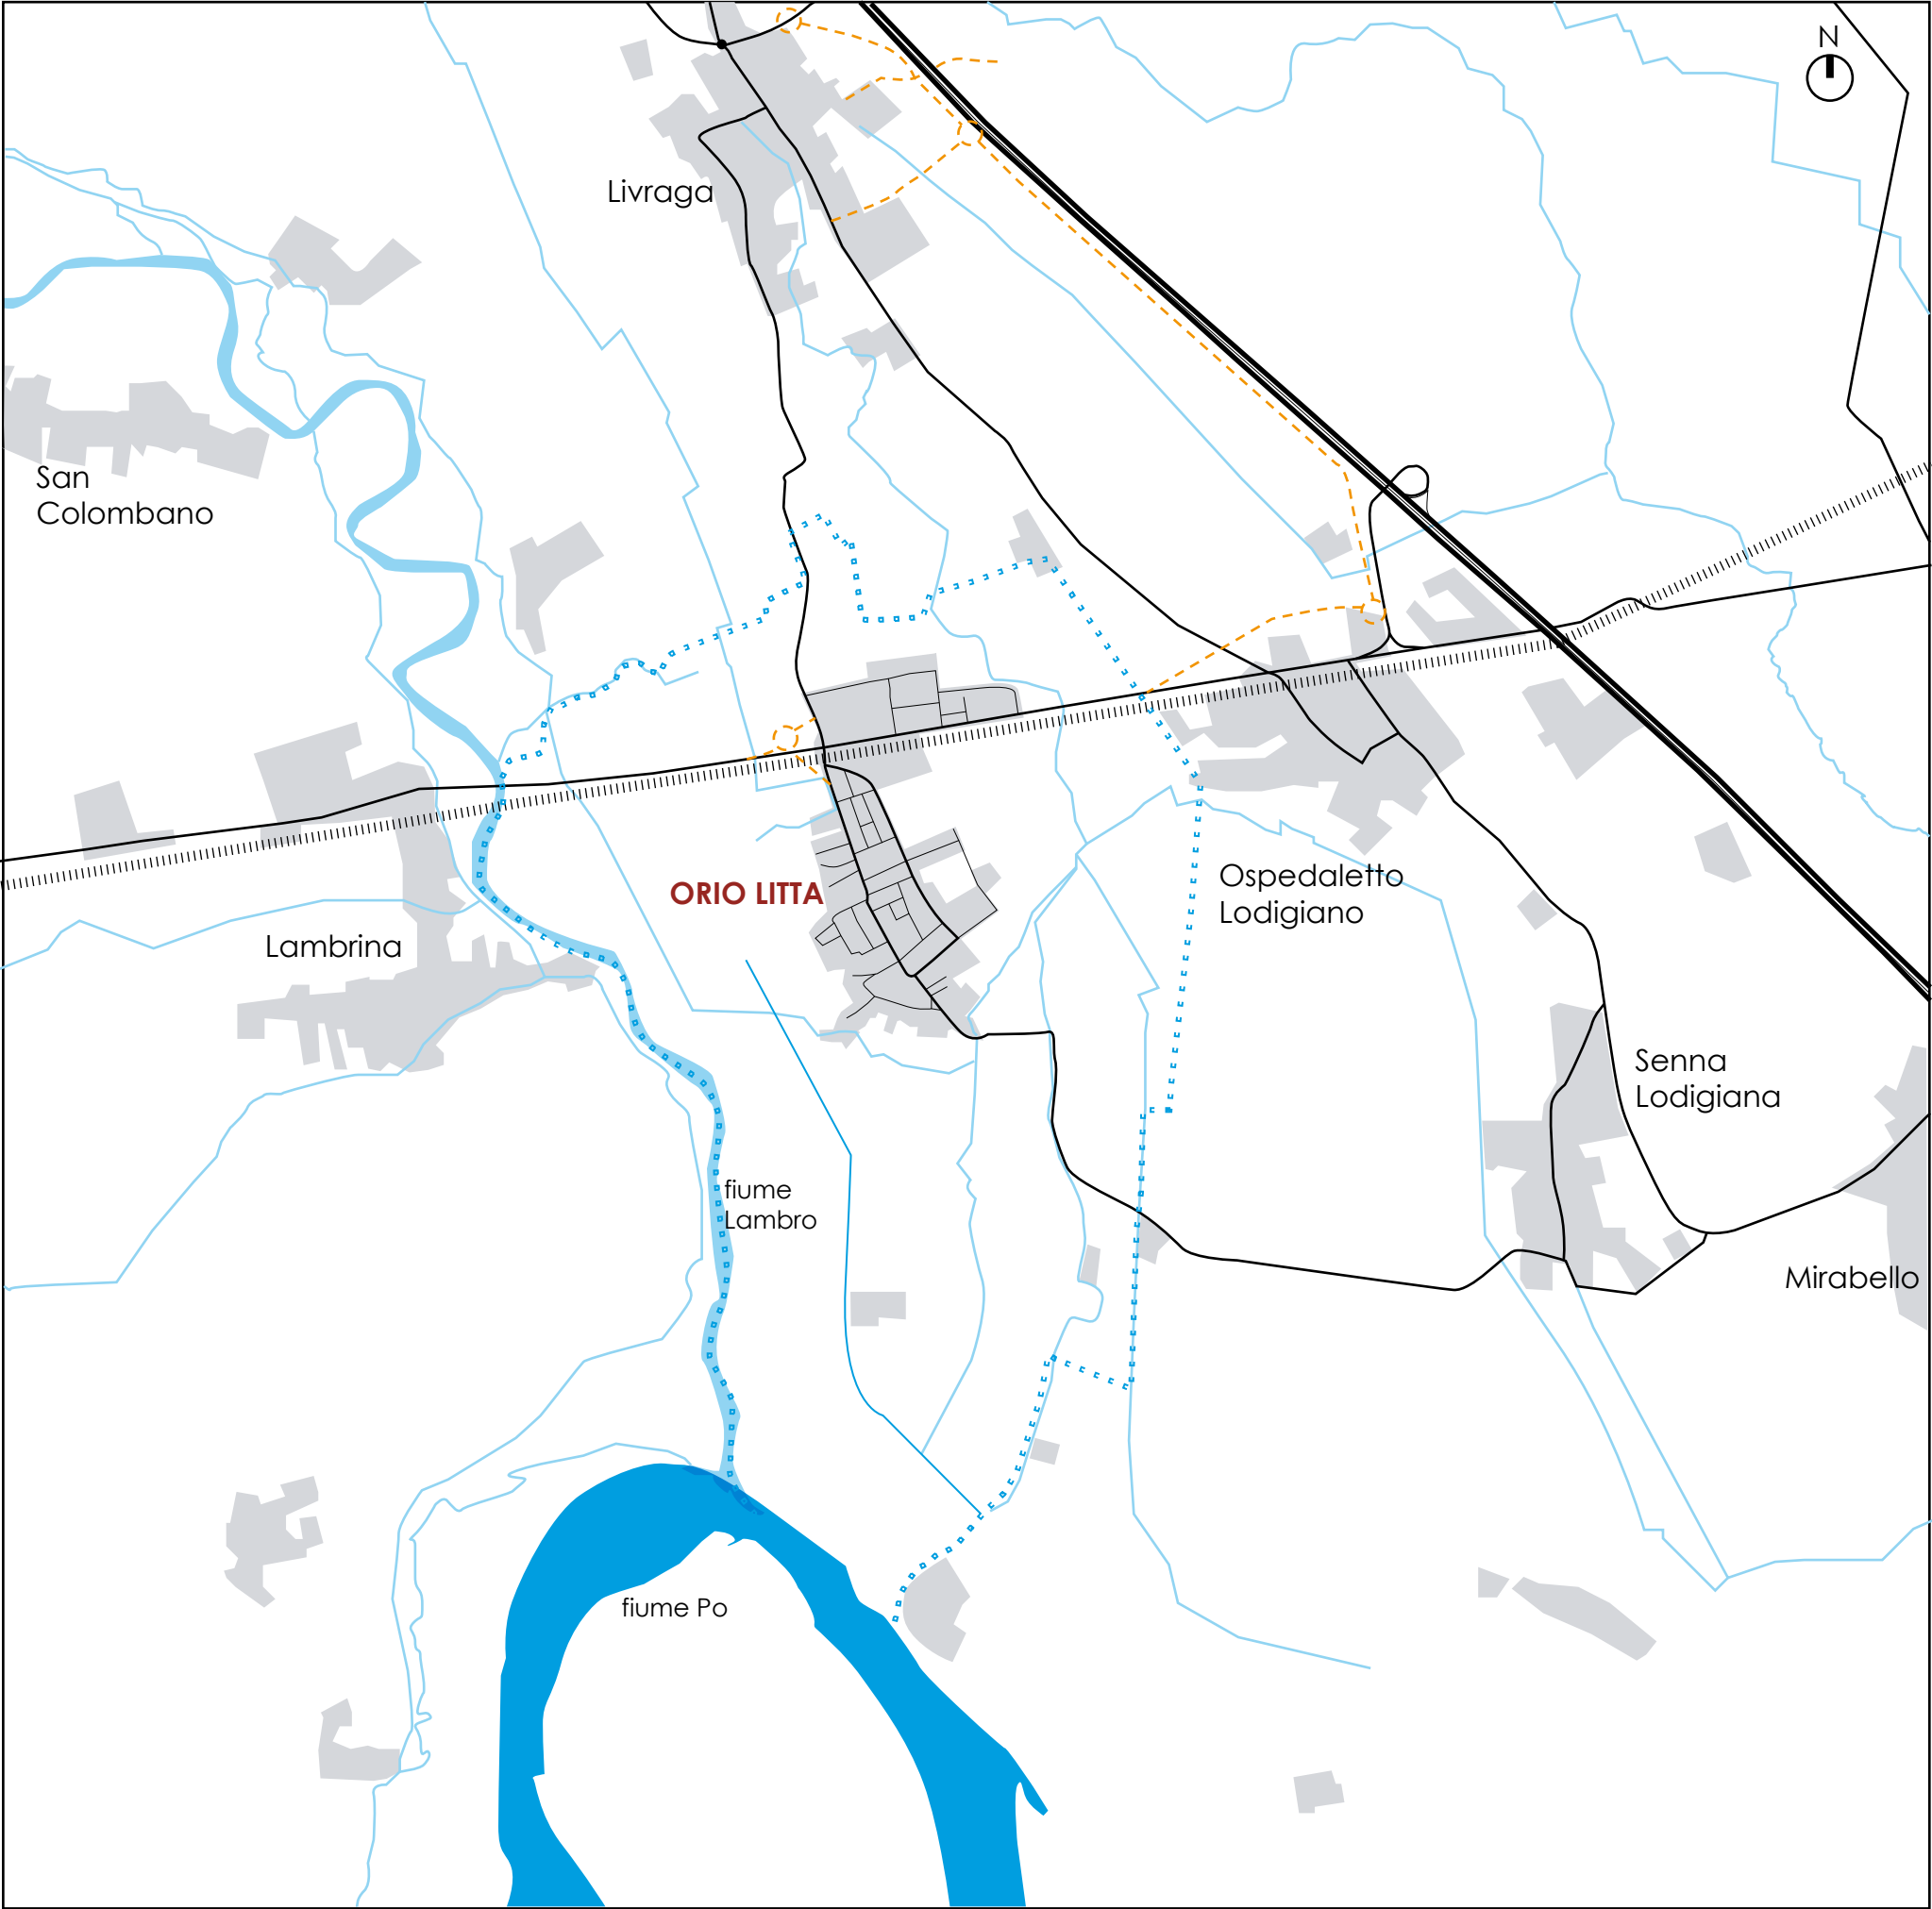 N
Livraga
San
Colombano
ORIO LITTA
Ospedaletto
Lodigiano
Lambrina
Senna
Lodigiana
fiume
Lambro
Mirabello
fiume Po